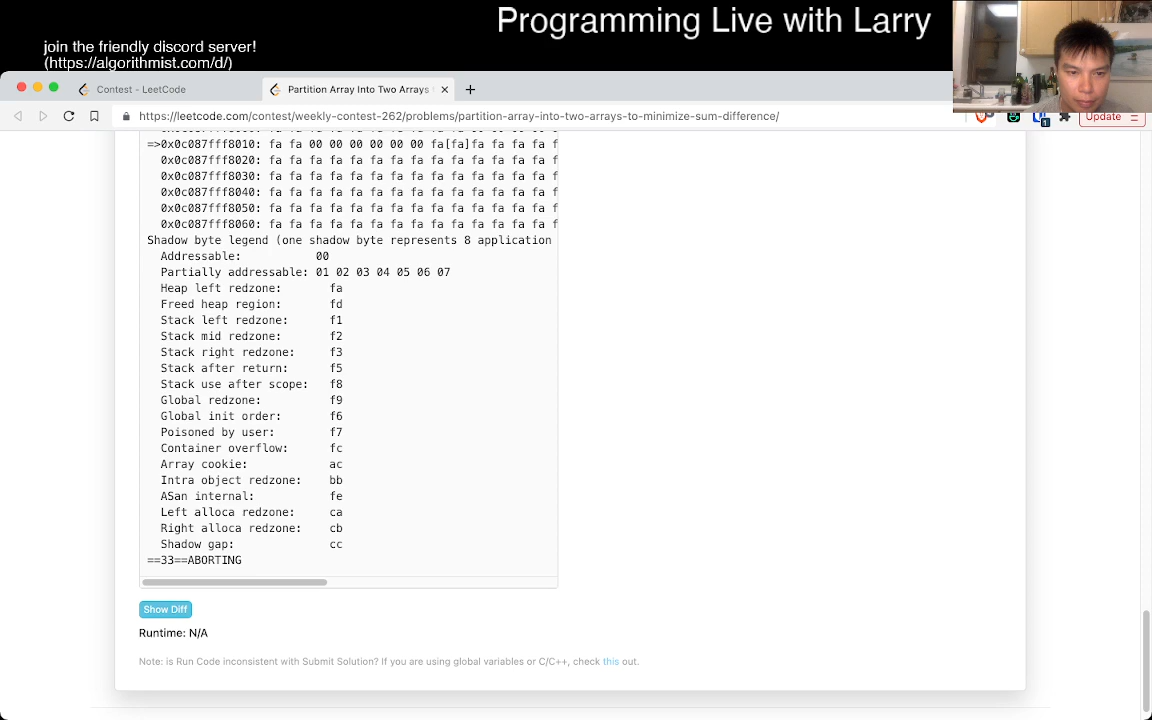 Programming Live with Larry
join the friendly discord server!
(https://algorithmist.com/d/)
Contest - LeetCode
Partition Array Into Two Arrays
https://leetcode.com/contest/weekly-contest-262/problems/partition-array-into-two-arrays-to-minimize-sum-difference/
1
Update
=>0x0c087fff8010: fa fa 00 00 00 00 00 00 fa[fa]fa fa fa fa f
0x0c087fff8020: fa fa fa fa fa fa fa fa fa fa fa fa fa fa f
0x0c087fff8030: fa fa fa fa fa fa fa fa fa fa fa fa fa fa f
0x0c087fff8040: fa fa fa fa fa fa fa fa fa fa fa fa fa fa f
0x0c087fff8050: fa fa fa fa fa fa fa fa fa fa fa fa fa fa f
0x0c087fff8060: fa fa fa fa fa fa fa fa fa fa fa fa fa fa f
Shadow byte legend (one shadow byte represents 8 application
Addressable: 00
Partially addressable: 01 02 03 04 05 06 07
Heap left redzone: fa
Freed heap region: fd
Stack left redzone: f1
Stack mid redzone: f2
Stack right redzone: f3
Stack after return: f5
Stack use after scope: f8
Global redzone: f9
Global init order: f6
Poisoned by user: f7
Container overflow: fc
Array cookie: ac
Intra object redzone: bb
ASan internal: fe
Left alloca redzone: ca
Right alloca redzone: cb
Shadow gap: cc
==33==ABORTING
Show Diff
Runtime: N/A
Note: is Run Code inconsistent with Submit Solution? If you are using global variables or C/C++, check this out.